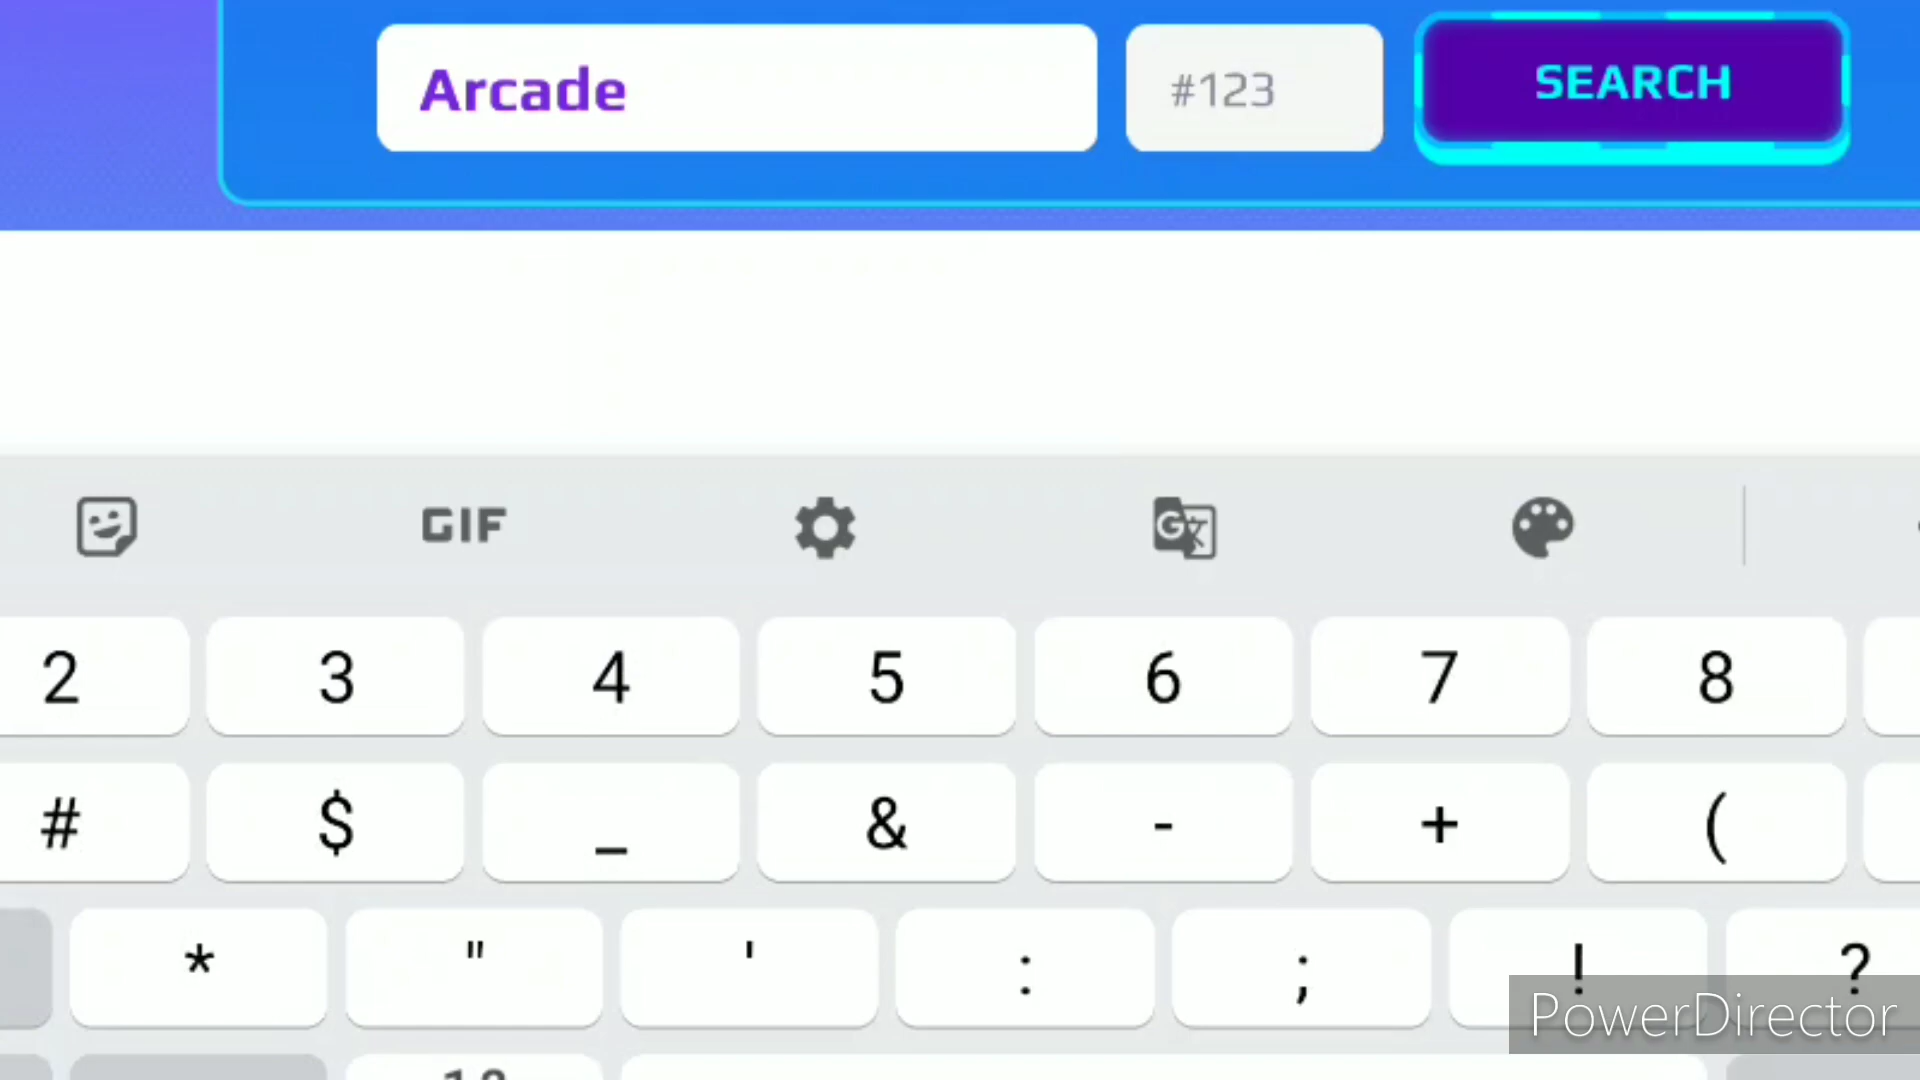 Arcade #123 SEARCH
GIF
2 3 4 5 6 7 8
# $ _ & - + (
* " ' : ; ! ?
PowerDirector